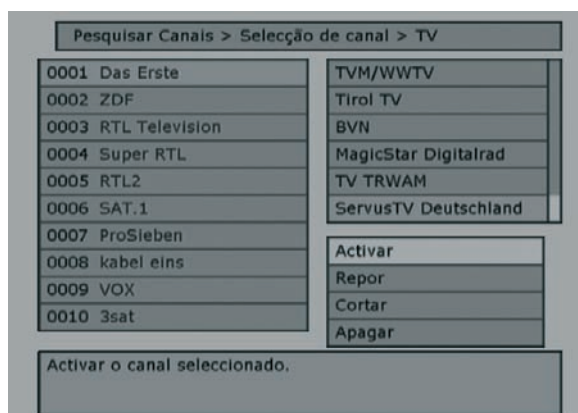 Pesquisar Canais > Selecção de canal > TV
0001 Das Erste
0002 ZDF
0003 RTL Television
0004 Super RTL
0005 RTL2
0006 SAT.1
0007 ProSieben
0008 kabel eins
0009 VOX
0010 3sat
TVM/WWTV
Tirol TV
BVN
MagicStar Digitalrad
TV TRWAM
ServusTV Deutschland
Activar
Repor
Cortar
Apagar
Activar o canal seleccionado.